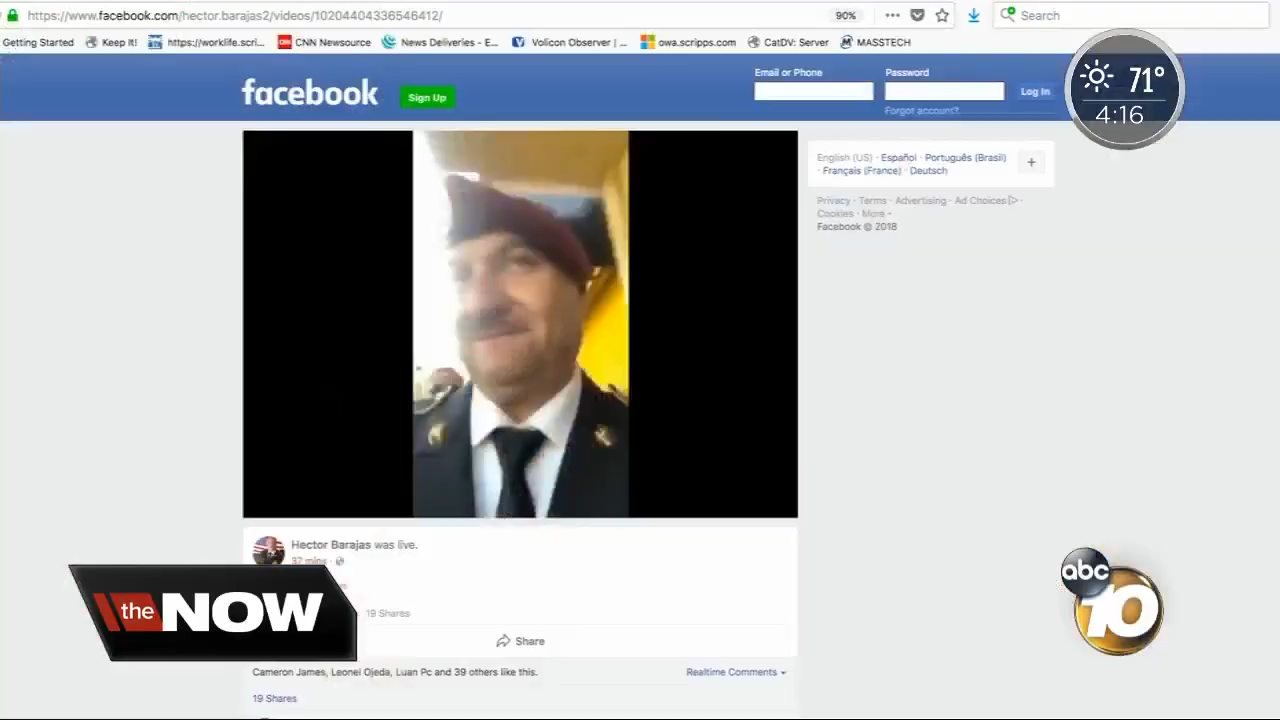 https://www.facebook.com/hector.barajas2/videos/10204404336546412/
90%
Search
Getting Started
Keep It!
https://worklife.scri...
CNN Newsource
News Deliveries - E...
Volicon Observer | ...
owa.scripps.com
CatDV: Server
MASSTECH
facebook
Sign Up
Email or Phone
Password
Log In
Forgot account?
71°
4:16
English (US) · Español · Português (Brasil)
· Français (France) · Deutsch
+
Privacy · Terms · Advertising · Ad Choices ·
Cookies · More
Facebook © 2018
Hector Barajas was live.
37 mins ·
the NOW
19 Shares
Share
abc
10
Cameron James, Leonel Ojeda, Luan Pc and 39 others like this.
Realtime Comments
19 Shares